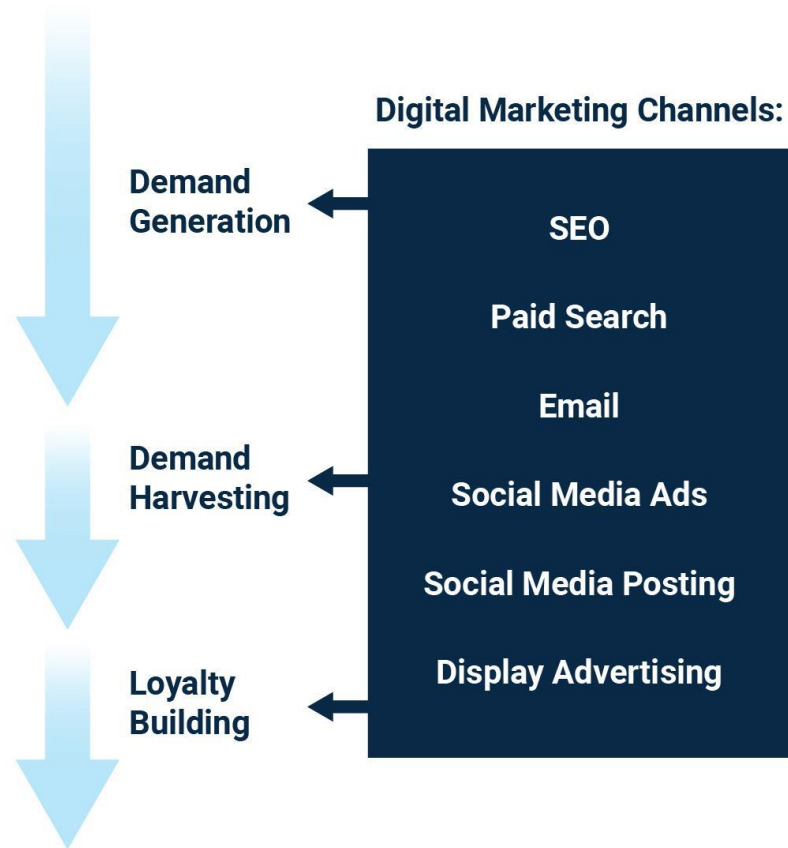 Digital Marketing Channels:
Demand
Generation
SEO
Paid Search
Email
Demand
Harvesting
Social Media Ads
Social Media Posting
Display Advertising
Loyalty
Building